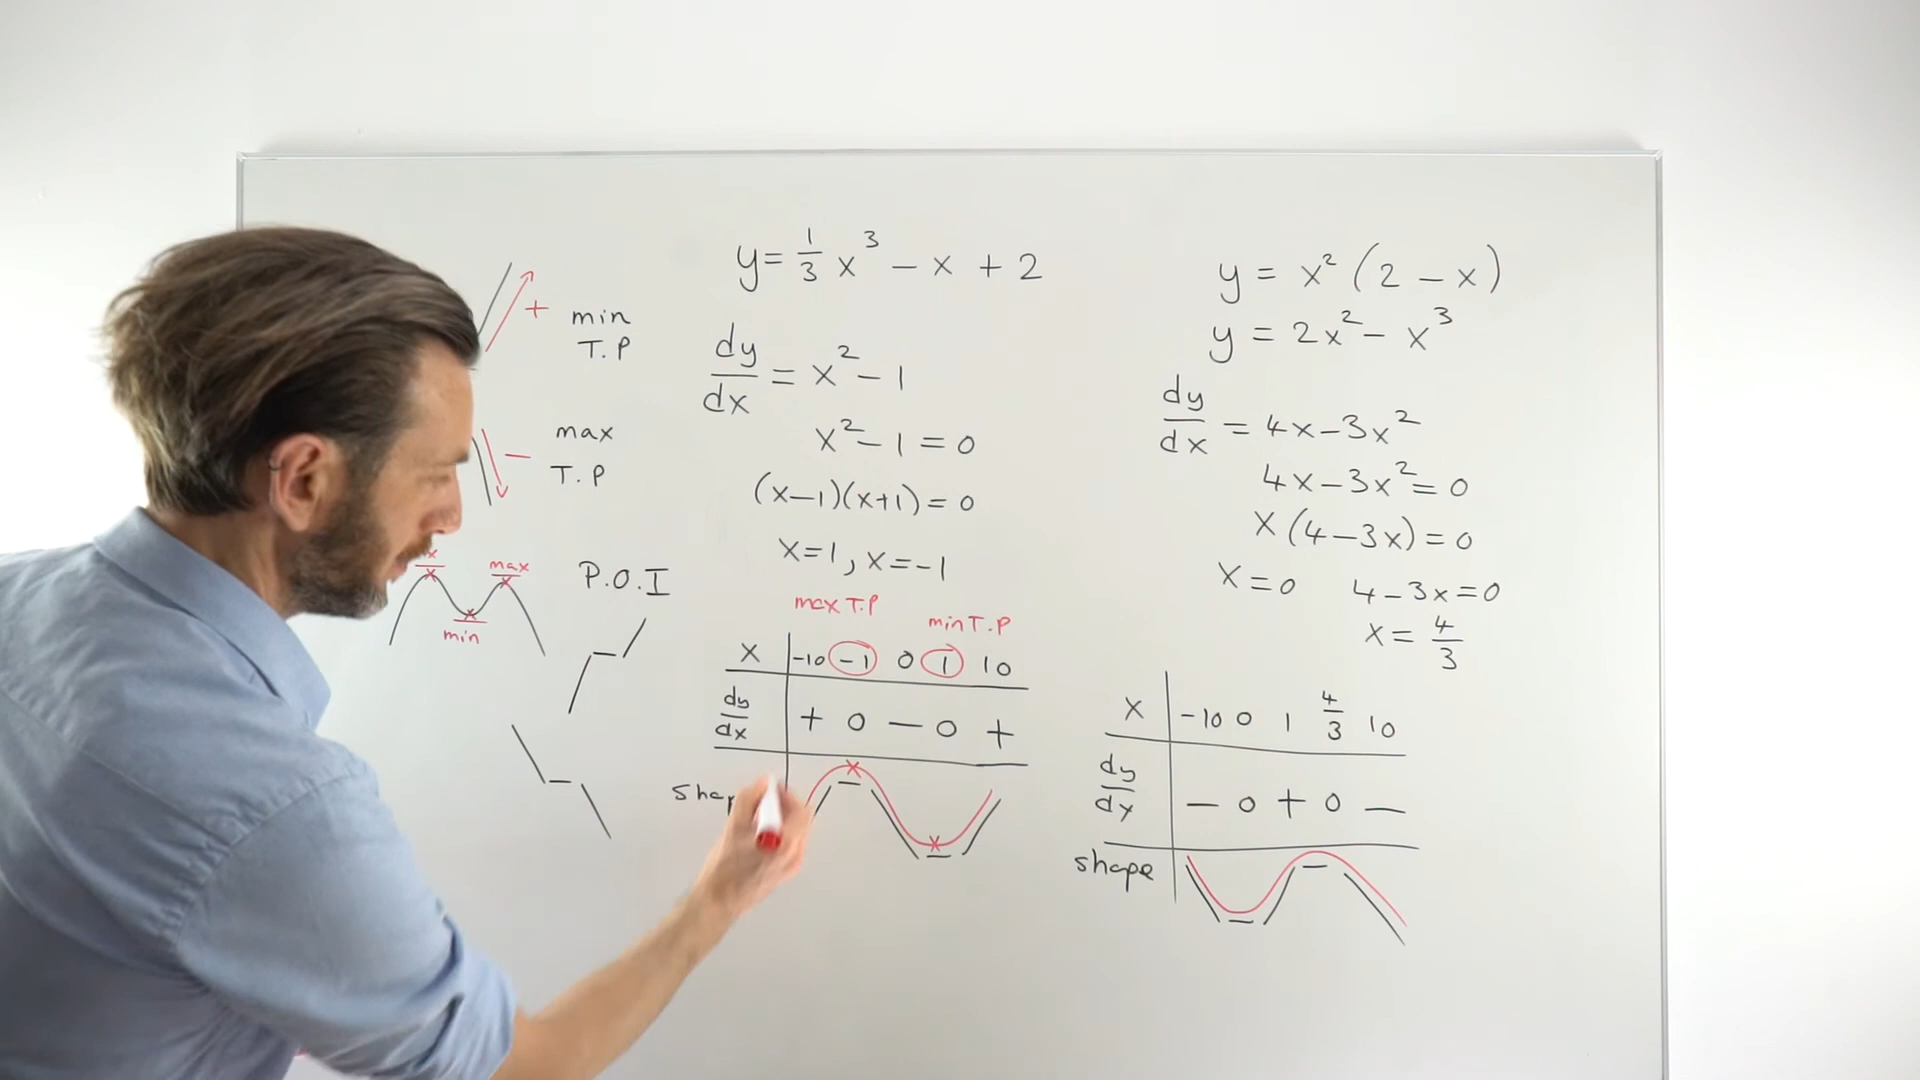 + min
T.P
− max
T.P
max
min
P.O.I
y = 1/3 x³ − x + 2
dy/dx = x² − 1
x² − 1 = 0
(x−1)(x+1) = 0
x=1, x=−1
max T.P
min T.P
x | −10 −1 0 1 10
dy/dx + 0 − 0 +
y = x² (2 − x)
y = 2x² − x³
dy/dx = 4x − 3x²
4x − 3x² = 0
x(4 − 3x) = 0
x = 0 4 − 3x = 0
x = 4/3
x | −10 0 1 4/3 10
dy/dx − 0 + 0 −
shape